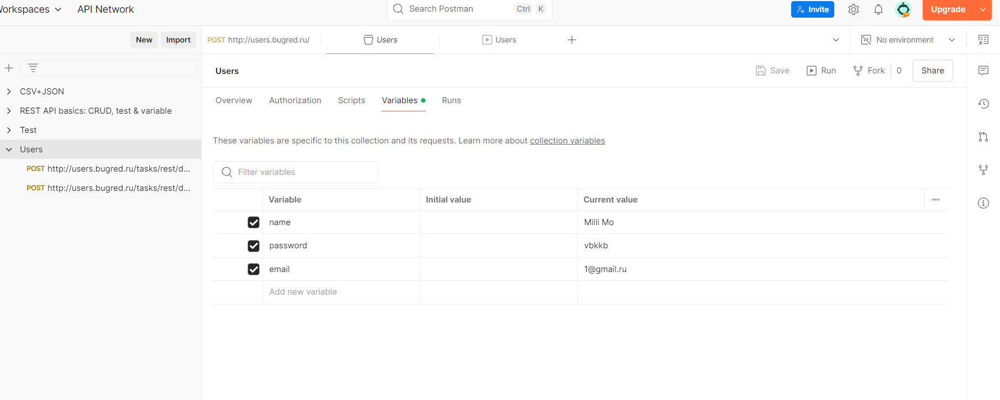 Workspaces API Network Search Postman Ctrl K Invite Upgrade
New Import POST http://users.bugred.ru/ Users Users No environment
Users Save Run Fork 0 Share
CSV+JSON
REST API basics: CRUD, test & variable
Test
Users
POST http://users.bugred.ru/tasks/rest/d...
POST http://users.bugred.ru/tasks/rest/d...
Overview Authorization Scripts Variables Runs
These variables are specific to this collection and its requests. Learn more about collection variables
Filter variables
Variable Initial value Current value
name Milli Mo
password vbkkb
email 1@gmail.ru
Add new variable